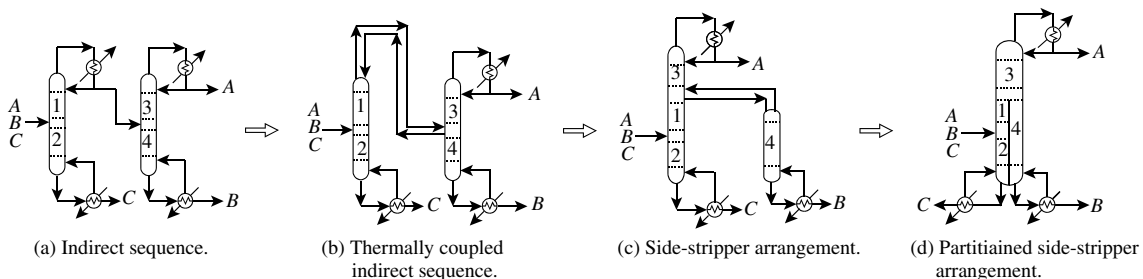 1
2
3
4
A
B
C
A
C
B
1
2
3
4
A
B
C
A
C
B
3
1
2
4
A
B
C
A
C
B
3
1
4
2
A
B
C
A
C
B
(a) Indirect sequence.
(b) Thermally coupled
indirect sequence.
(c) Side-stripper arrangement.
(d) Partitiained side-stripper
arrangement.